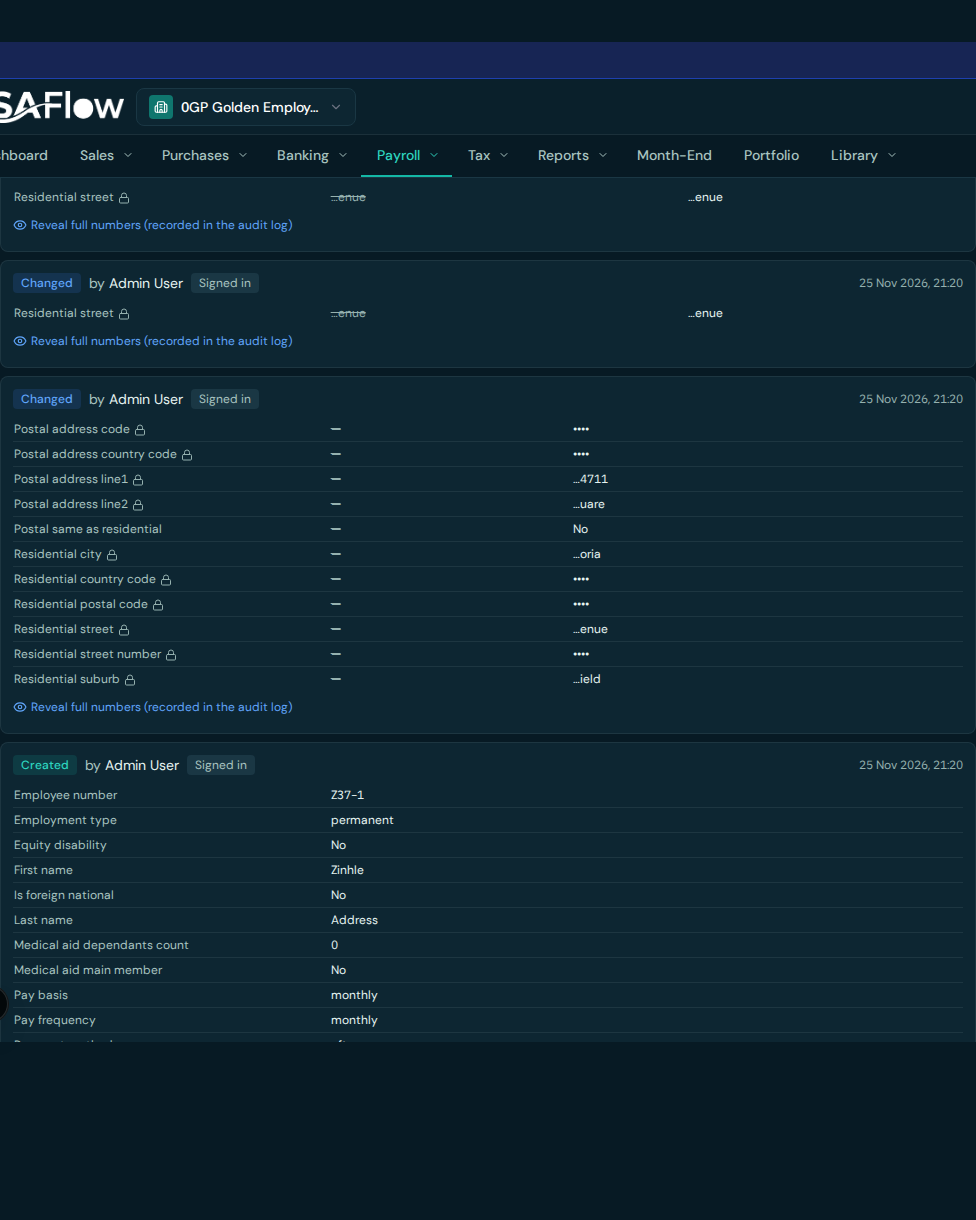 SAFlow
0GP Golden Employ...
hboard Sales Purchases Banking Payroll Tax Reports Month-End Portfolio Library
Residential street ...enue ...enue
Reveal full numbers (recorded in the audit log)
Changed by Admin User Signed in 25 Nov 2026, 21:20
Residential street ...enue ...enue
Reveal full numbers (recorded in the audit log)
Changed by Admin User Signed in 25 Nov 2026, 21:20
Postal address code — ••••
Postal address country code — ••••
Postal address line1 — ...4711
Postal address line2 — ...uare
Postal same as residential — No
Residential city — ...oria
Residential country code — ••••
Residential postal code — ••••
Residential street — ...enue
Residential street number — ••••
Residential suburb — ...ield
Reveal full numbers (recorded in the audit log)
Created by Admin User Signed in 25 Nov 2026, 21:20
Employee number Z37-1
Employment type permanent
Equity disability No
First name Zinhle
Is foreign national No
Last name Address
Medical aid dependants count 0
Medical aid main member No
Pay basis monthly
Pay frequency monthly